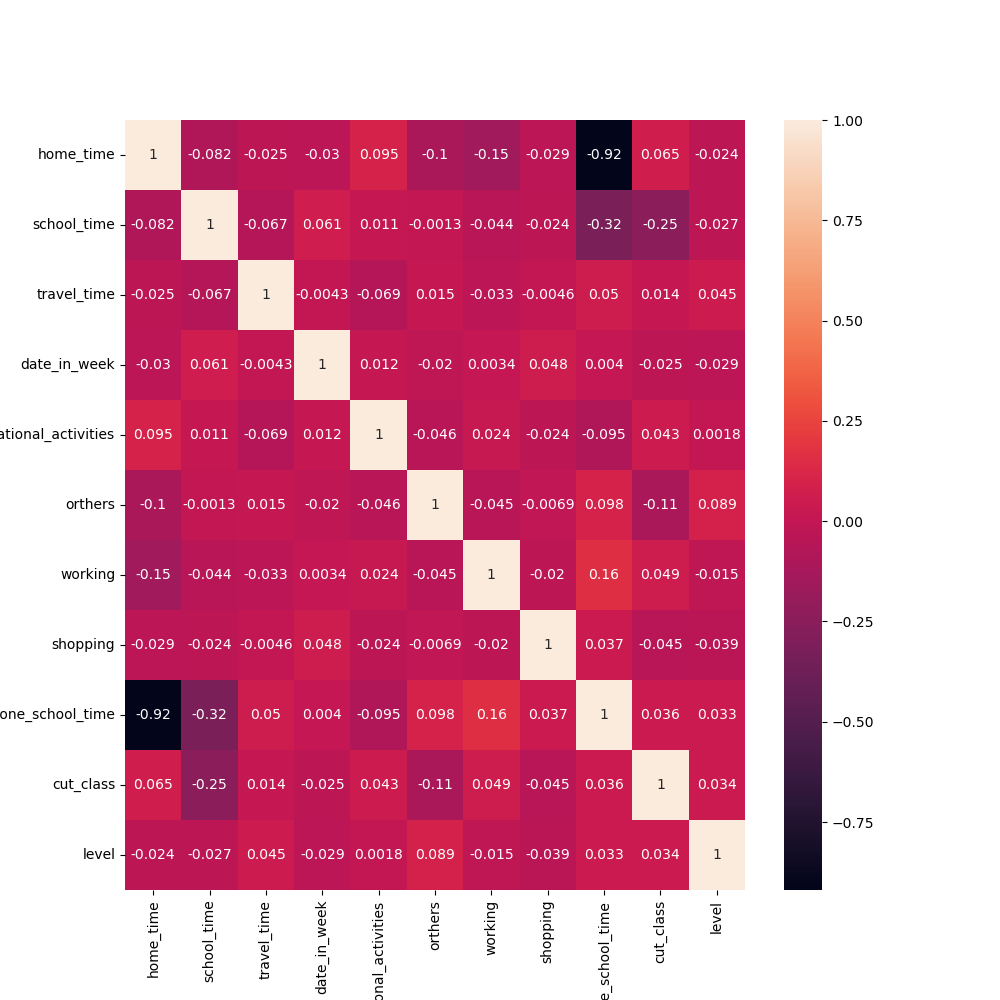 home_time 1 -0.082 -0.025 -0.03 0.095 -0.1 -0.15 -0.029 -0.92 0.065 -0.024
school_time -0.082 1 -0.067 0.061 0.011 -0.0013 -0.044 -0.024 -0.32 -0.25 -0.027
travel_time -0.025 -0.067 1 -0.0043 -0.069 0.015 -0.033 -0.0046 0.05 0.014 0.045
date_in_week -0.03 0.061 -0.0043 1 0.012 -0.02 0.0034 0.048 0.004 -0.025 -0.029
ational_activities 0.095 0.011 -0.069 0.012 1 -0.046 0.024 -0.024 -0.095 0.043 0.0018
orthers -0.1 -0.0013 0.015 -0.02 -0.046 1 -0.045 -0.0069 0.098 -0.11 0.089
working -0.15 -0.044 -0.033 0.0034 0.024 -0.045 1 -0.02 0.16 0.049 -0.015
shopping -0.029 -0.024 -0.0046 0.048 -0.024 -0.0069 -0.02 1 0.037 -0.045 -0.039
one_school_time -0.92 -0.32 0.05 0.004 -0.095 0.098 0.16 0.037 1 0.036 0.033
cut_class 0.065 -0.25 0.014 -0.025 0.043 -0.11 0.049 -0.045 0.036 1 0.034
level -0.024 -0.027 0.045 -0.029 0.0018 0.089 -0.015 -0.039 0.033 0.034 1
home_time
school_time
travel_time
date_in_week
onal_activities
orthers
working
shopping
e_school_time
cut_class
level
1.00
0.75
0.50
0.25
0.00
−0.25
−0.50
−0.75